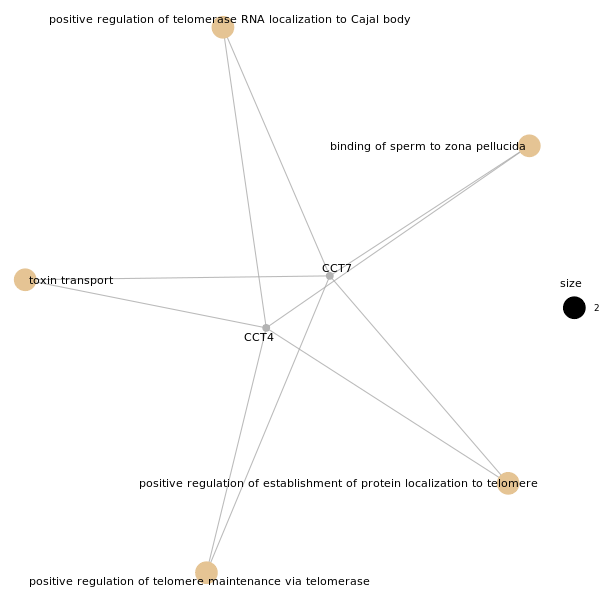 positive regulation of telomerase RNA localization to Cajal body
binding of sperm to zona pellucida
CCT7
toxin transport
size
2
CCT4
positive regulation of establishment of protein localization to telomere
positive regulation of telomere maintenance via telomerase